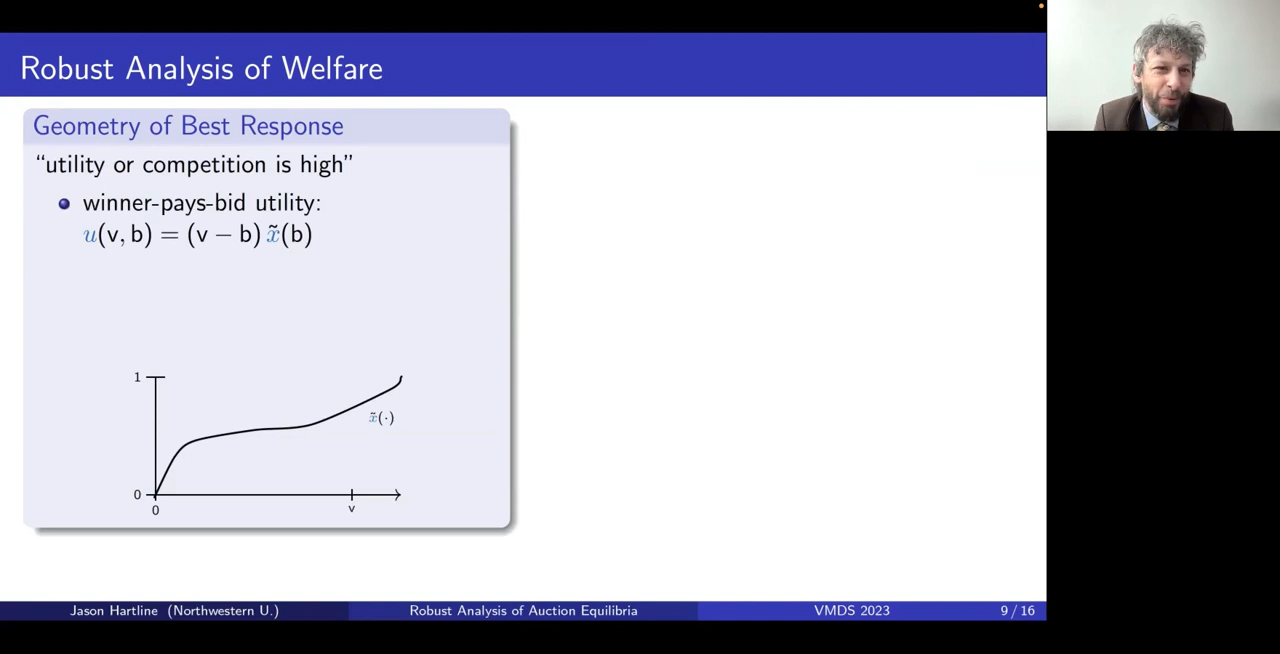 Robust Analysis of Welfare
Geometry of Best Response
“utility or competition is high”
winner-pays-bid utility:
u(v, b) = (v − b) x̃(b)
1
x̃(·)
0
0
v
Jason Hartline (Northwestern U.)
Robust Analysis of Auction Equilibria
VMDS 2023
9 / 16